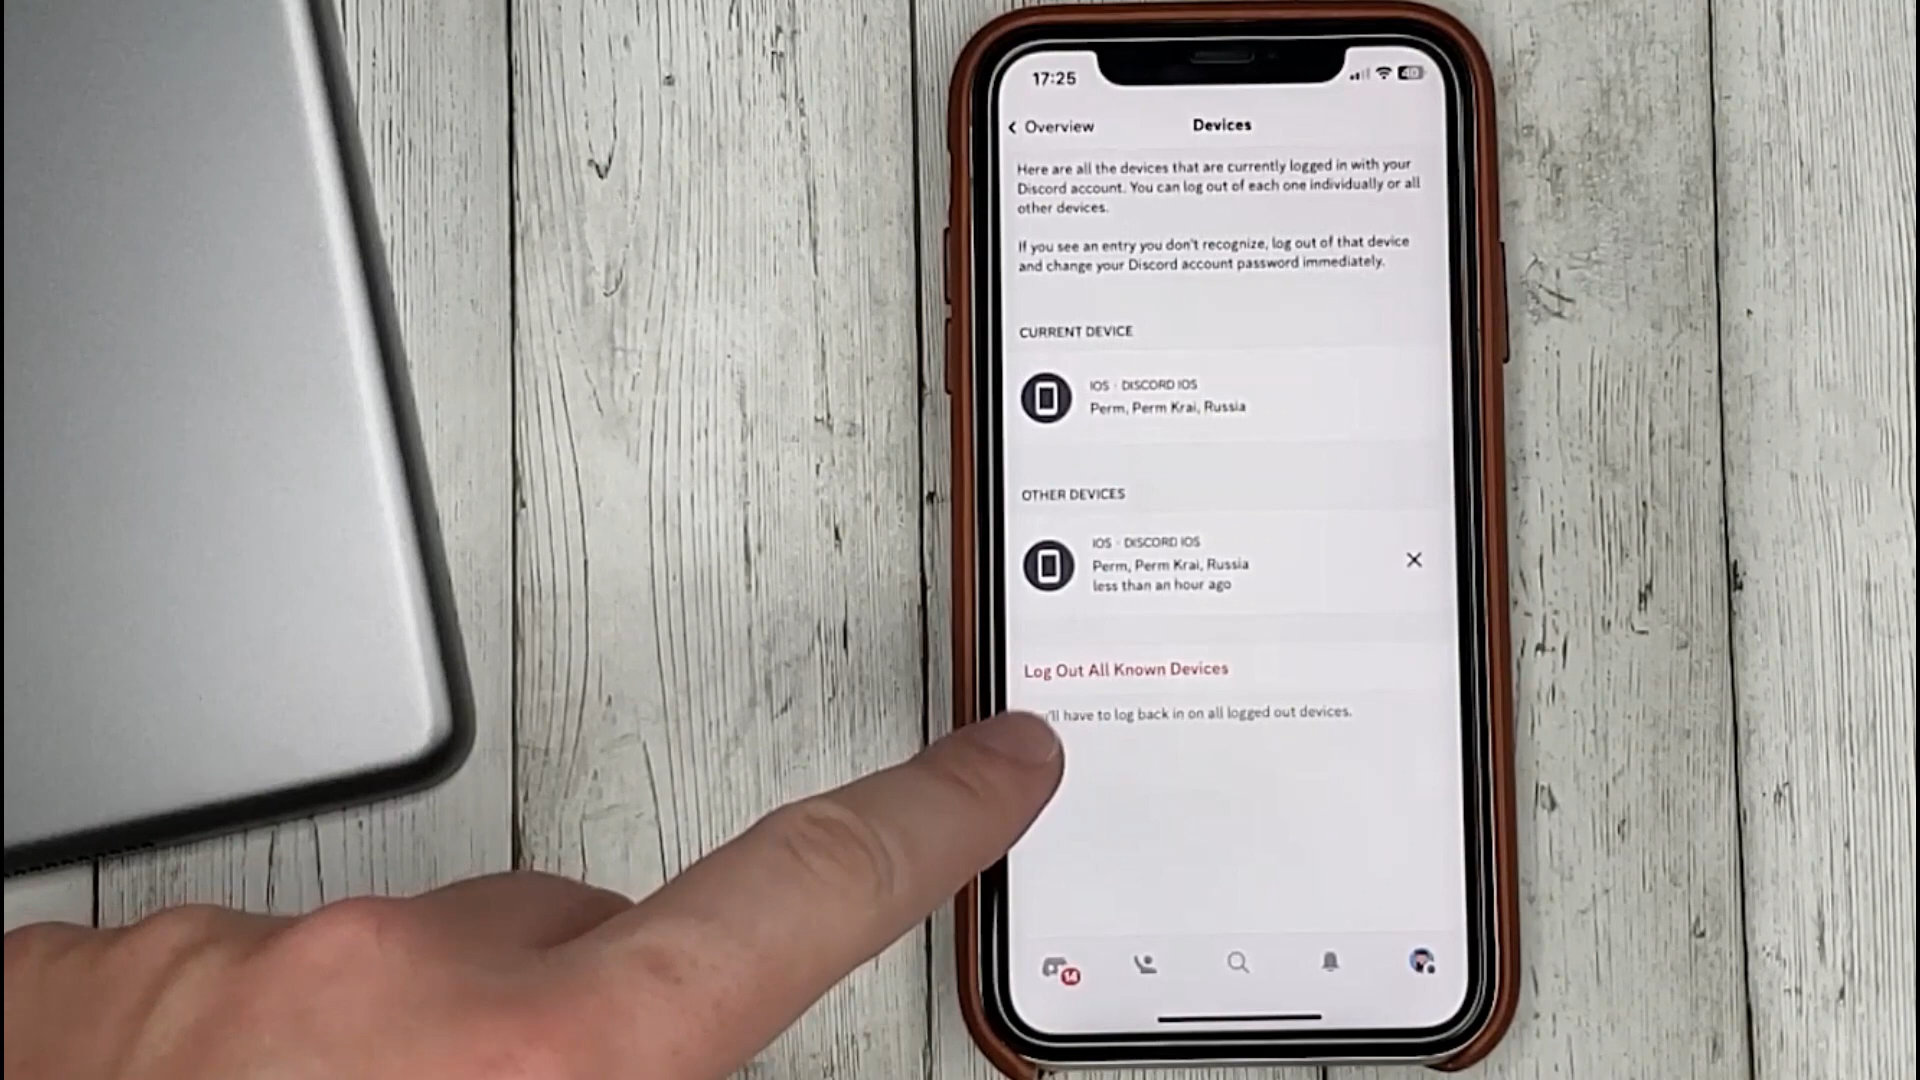 17:25
40
Overview
Devices
Here are all the devices that are currently logged in with your
Discord account. You can log out of each one individually or all
other devices.
If you see an entry you don't recognize, log out of that device
and change your Discord account password immediately.
CURRENT DEVICE
IOS · DISCORD IOS
Perm, Perm Krai, Russia
OTHER DEVICES
IOS · DISCORD IOS
Perm, Perm Krai, Russia
less than an hour ago
Log Out All Known Devices
'll have to log back in on all logged out devices.
14